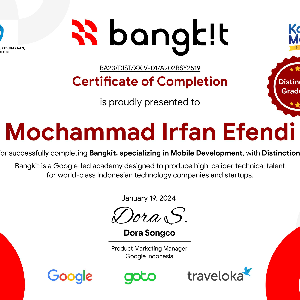 bangk!t
Certificate of Completion
is proudly presented to
Mochammad Irfan Efendi
for successfully completing Bangkit, specializing in Mobile Development, with Distinction
Bangkit is a Google-led academy designed to produce high-caliber technical talent
for world-class Indonesian technology companies and startups.
January 19, 2024
Dora S.
Dora Songco
Product Marketing Manager
Google Indonesia
Google goto traveloka